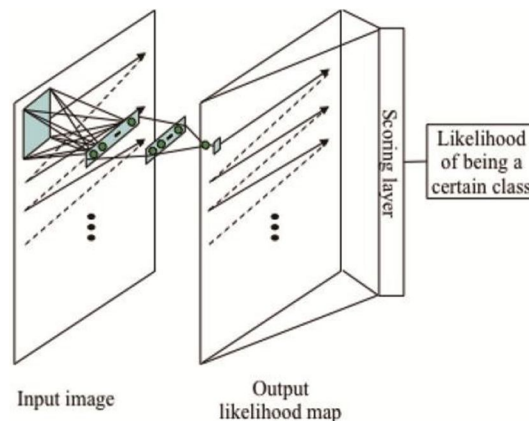 Scoring layer
Likelihood
of being a
certain class
Input image
Output
likelihood map